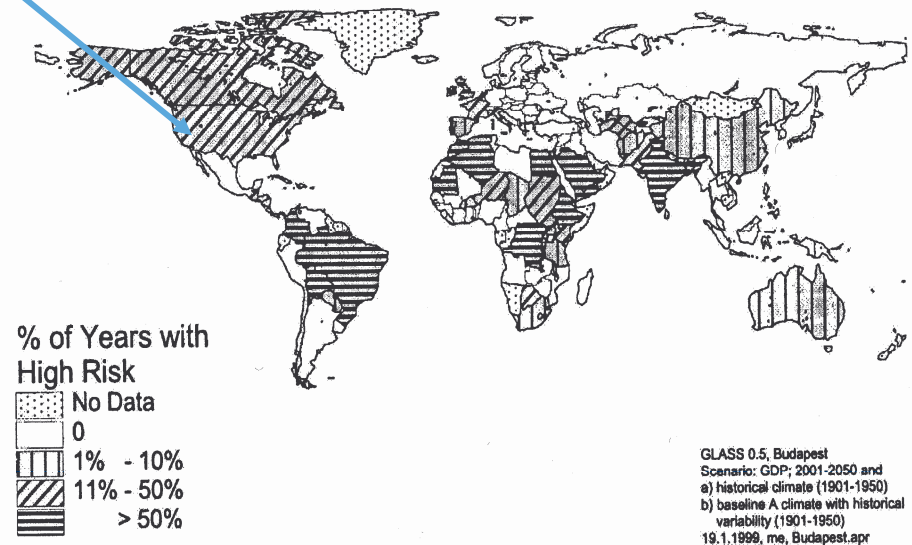 % of Years with
High Risk
No Data
0
1% - 10%
11% - 50%
> 50%
GLASS 0.5, Budapest
Scenario: GDP; 2001-2050 and
a) historical climate (1901-1950)
b) baseline A climate with historical
variability (1901-1950)
19.1.1999, me, Budapest.apr